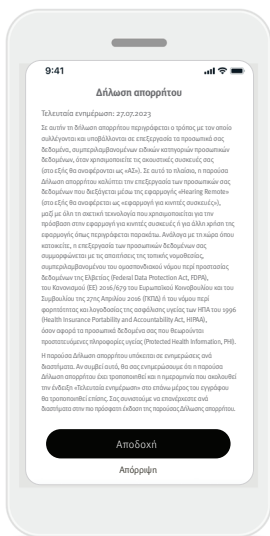 9:41
Δήλωση απορρήτου
Τελευταία ενημέρωση: 27.07.2023
Σε αυτήν τη δήλωση απορρήτου περιγράφεται ο τρόπος με τον οποίο
συλλέγονται και υποβάλλονται σε επεξεργασία τα προσωπικά σας
δεδομένα, συμπεριλαμβανομένων ειδικών κατηγοριών προσωπικών
δεδομένων, όταν χρησιμοποιείτε τις ακουστικές συσκευές σας
(στο εξής θα αναφέρονται ως «ΑΣ»). Σε αυτό το πλαίσιο, η παρούσα
Δήλωση απορρήτου καλύπτει την επεξεργασία των προσωπικών σας
δεδομένων που διεξάγεται μέσω της εφαρμογής «Hearing Remote»
(στο εξής θα αναφέρεται ως «εφαρμογή για κινητές συσκευές»),
μαζί με όλη τη σχετική τεχνολογία που χρησιμοποιείται για την
πρόσβαση στην εφαρμογή για κινητές συσκευές ή για άλλη χρήση της
εφαρμογής όπως περιγράφεται παρακάτω. Ανάλογα με τη χώρα όπου
κατοικείτε, η επεξεργασία των προσωπικών δεδομένων σας
συμμορφώνεται με τις απαιτήσεις της τοπικής νομοθεσίας,
συμπεριλαμβανομένου του ομοσπονδιακού νόμου περί προστασίας
δεδομένων της Ελβετίας (Federal Data Protection Act, FDPA),
του Κανονισμού (ΕΕ) 2016/679 του Ευρωπαϊκού Κοινοβουλίου και του
Συμβουλίου της 27ης Απριλίου 2016 (ΓΚΠΔ) ή του νόμου περί
φορητότητας και λογοδοσίας της ασφάλισης υγείας των ΗΠΑ του 1996
(Health Insurance Portability and Accountability Act, HIPAA),
όσον αφορά τα προσωπικά δεδομένα σας που θεωρούνται
προστατευόμενες πληροφορίες υγείας (Protected Health Information, PHI).
Η παρούσα Δήλωση απορρήτου υπόκειται σε ενημερώσεις ανά
διαστήματα. Αν συμβεί αυτό, θα σας ενημερώσουμε ότι η παρούσα
Δήλωση απορρήτου έχει τροποποιηθεί και η ημερομηνία που ακολουθεί
την ένδειξη «Τελευταία ενημέρωση» στο επάνω μέρος του εγγράφου
θα τροποποιηθεί επίσης. Σας συνιστούμε να επανέρχεστε ανά
διαστήματα στην πιο πρόσφατη έκδοση της παρούσας Δήλωσης απορρήτου.
Αποδοχή
Απόρριψη